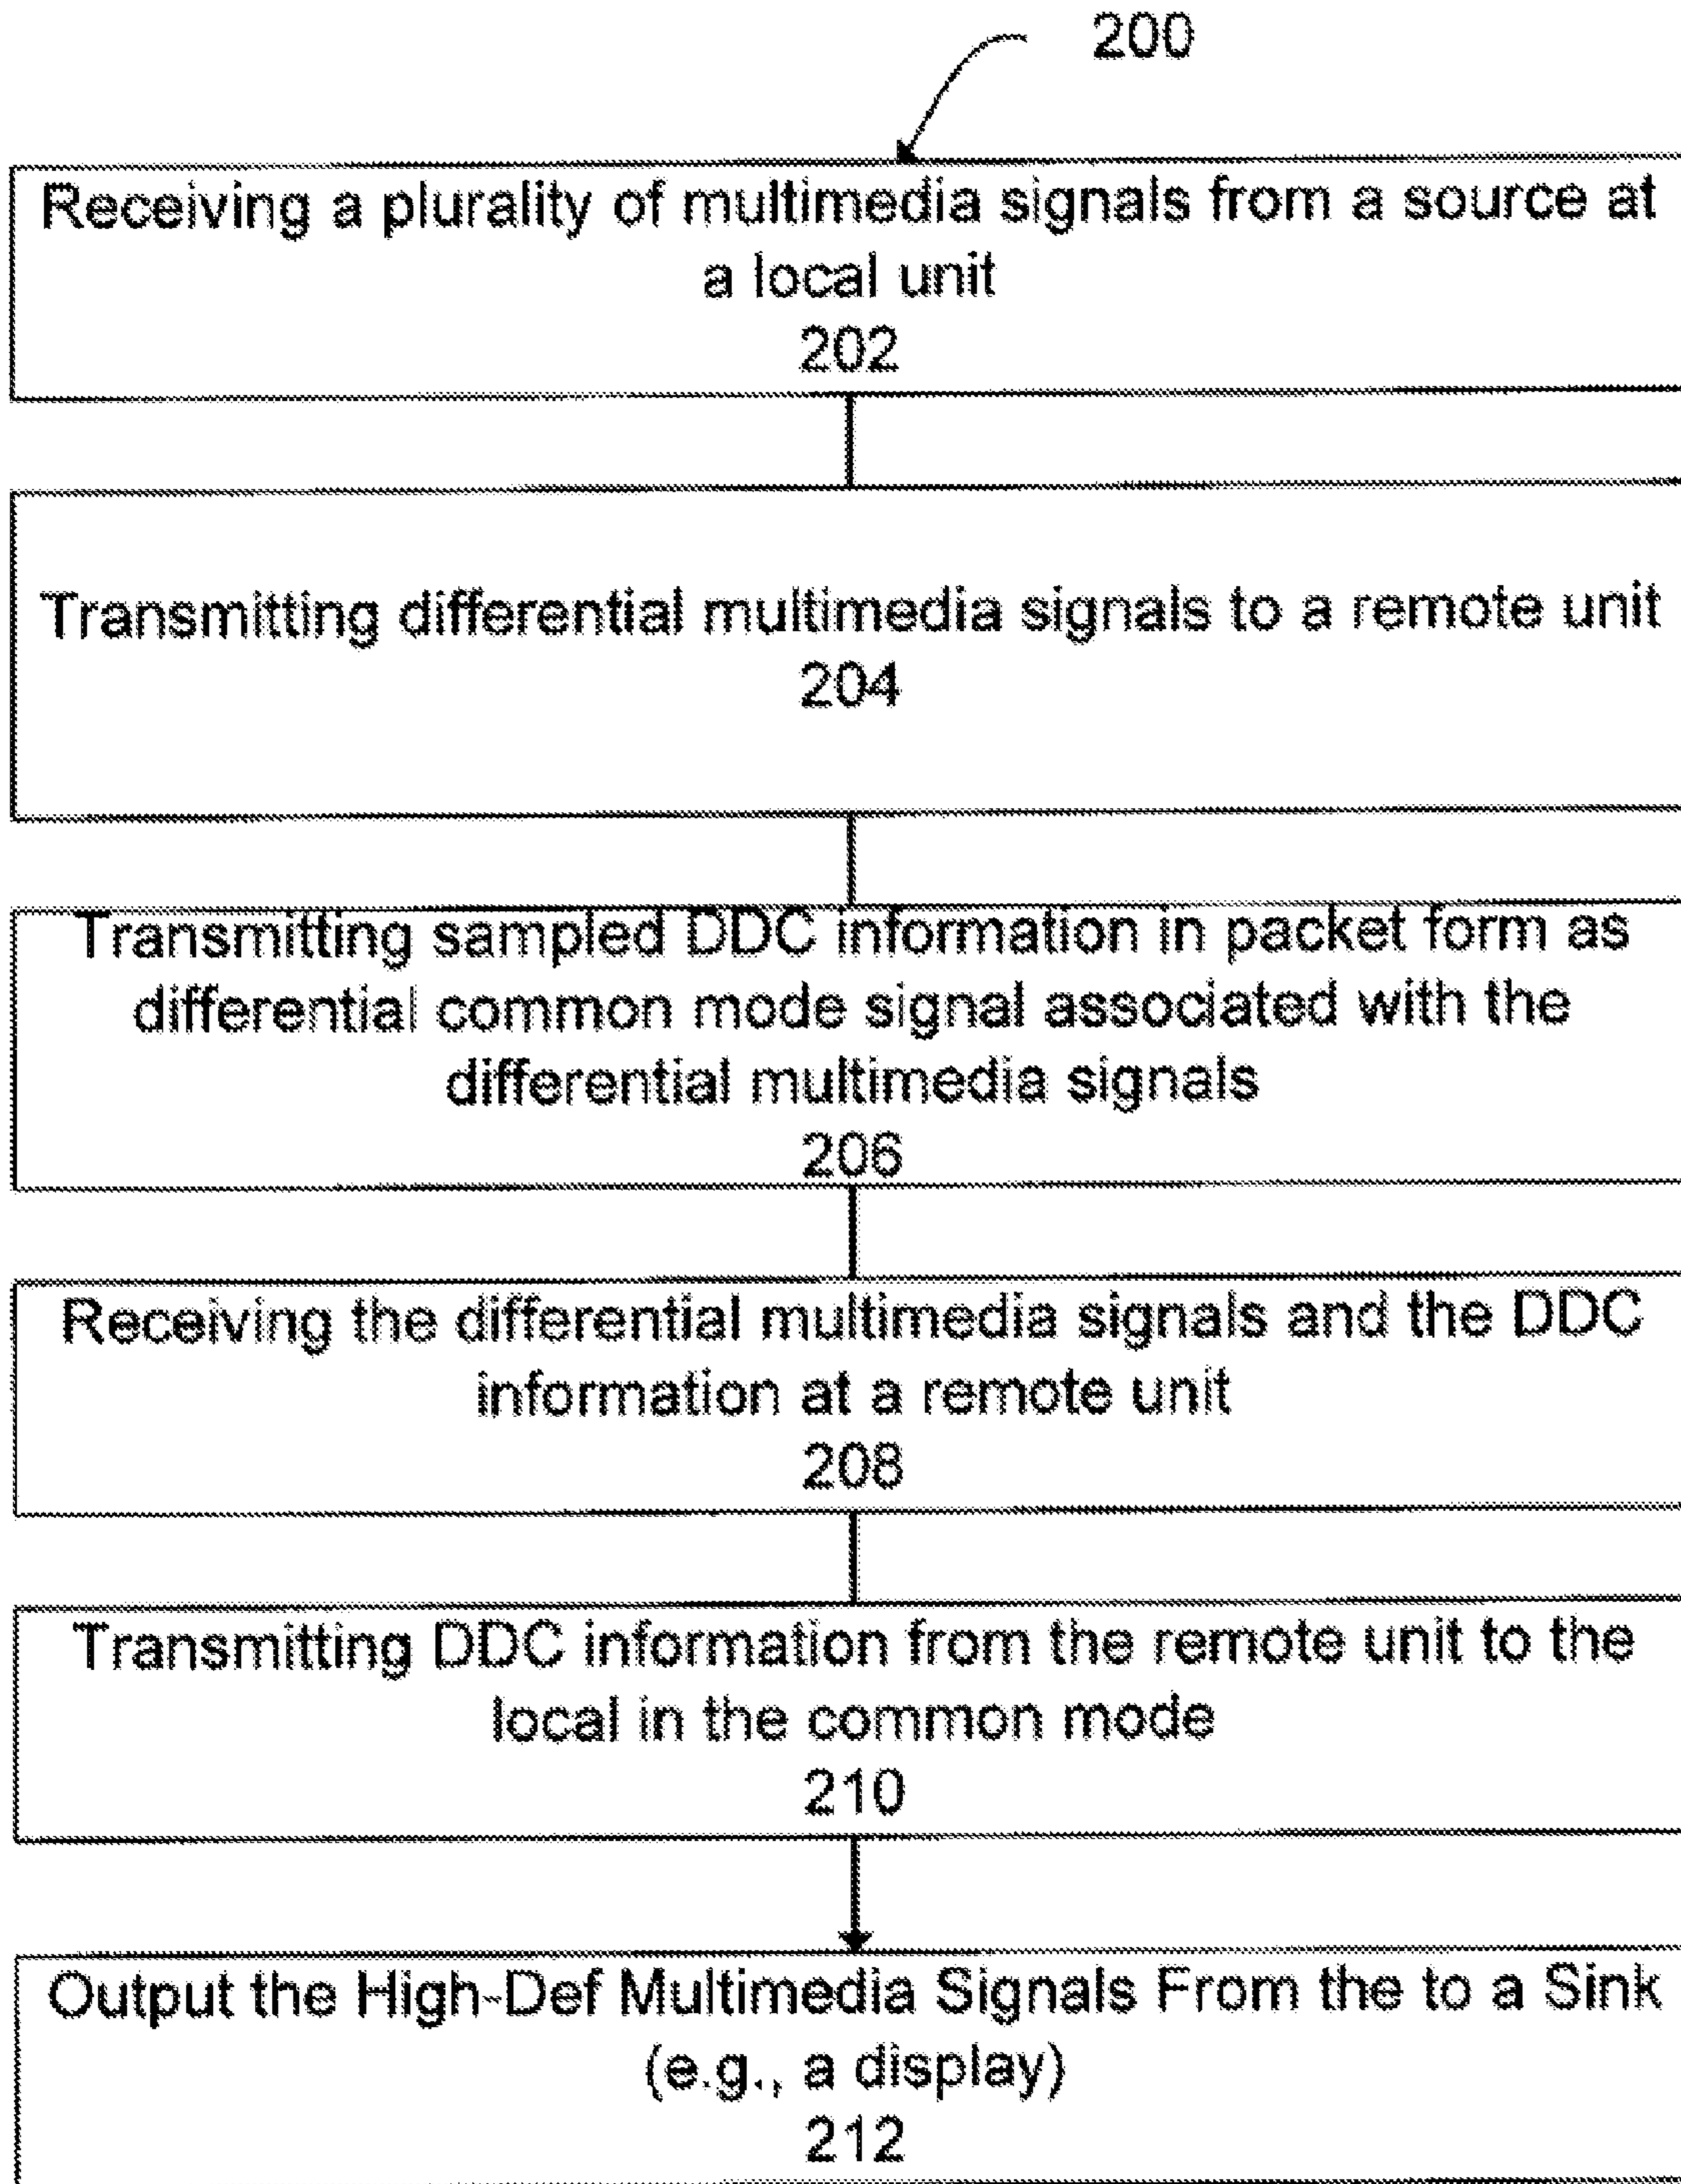 200
Receiving a plurality of multimedia signals from a source at
a local unit
202
Transmitting differential multimedia signals to a remote unit
204
Transmitting sampled DDC information in packet form as
differential common mode signal associated with the
differential multimedia signals
206
Receiving the differential multimedia signals and the DDC
information at a remote unit
208
Transmitting DDC information from the remote unit to the
local in the common mode
210
Output the High-Def Multimedia Signals From the to a Sink
(e.g., a display)
212